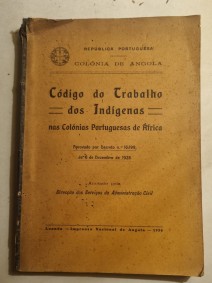 REPÚBLICA PORTUGUESA
COLÓNIA DE ANGOLA
Código do Trabalho
dos Indígenas
nas Colónias Portuguesas de África
Aprovado por Decreto n.º
de 6 de Dezembro de 1928
Direcção dos Serviços da Administração Civil
Luanda — Imprensa Nacional de Angola —